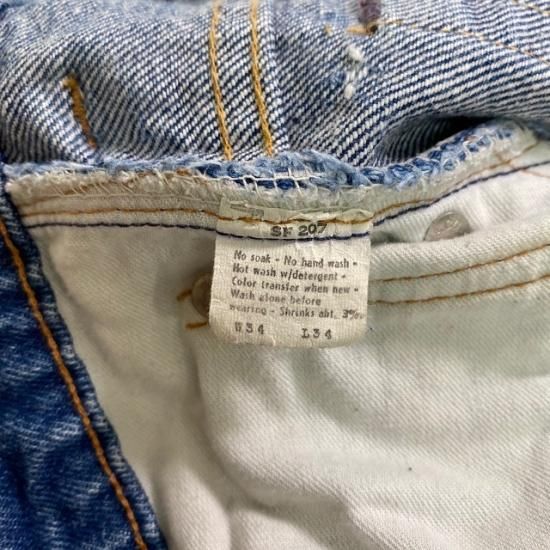 SF 207
No soak - No hand wash -
Hot wash w/detergent -
Color transfer when new -
Wash alone before
wearing - Shrinks abt. 3%
W34 L34